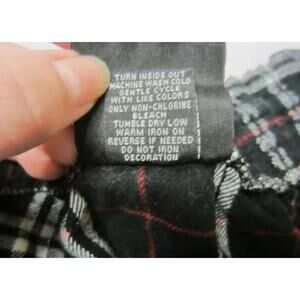 TURN INSIDE OUT
MACHINE WASH COLD
GENTLE CYCLE
WITH LIKE COLORS
ONLY NON-CHLORINE
BLEACH
TUMBLE DRY LOW
WARM IRON ON
REVERSE IF NEEDED
DO NOT IRON
DECORATION